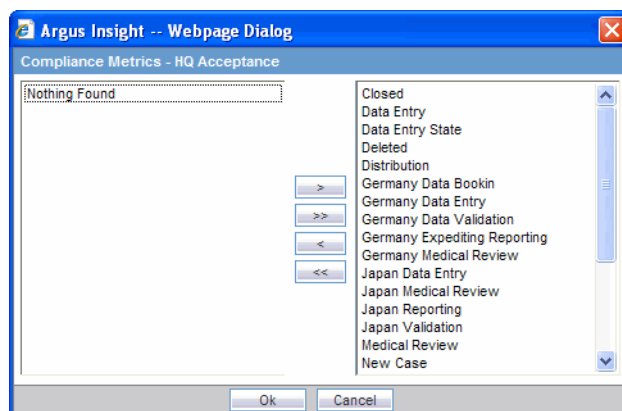 Argus Insight -- Webpage Dialog
Compliance Metrics - HQ Acceptance
Nothing Found
>
>>
<
<<
Closed
Data Entry
Data Entry State
Deleted
Distribution
Germany Data Bookin
Germany Data Entry
Germany Data Validation
Germany Expediting Reporting
Germany Medical Review
Japan Data Entry
Japan Medical Review
Japan Reporting
Japan Validation
Medical Review
New Case
Ok Cancel